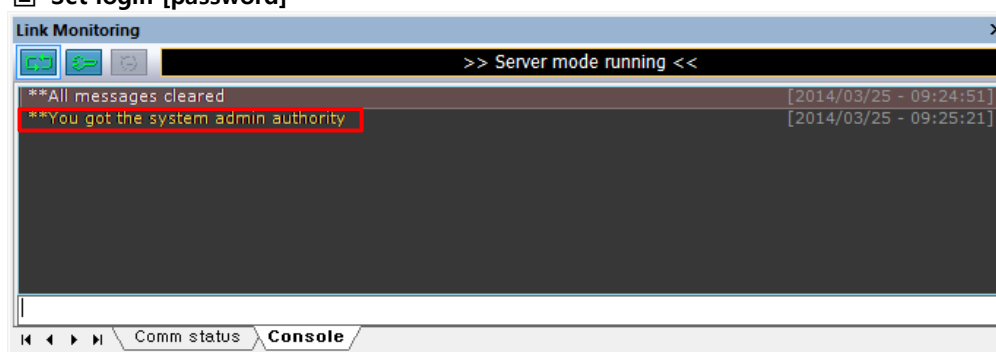 Set login [password]
Link Monitoring
>> Server mode running <<
**All messages cleared [2014/03/25 - 09:24:51]
**You got the system admin authority [2014/03/25 - 09:25:21]
Comm status Console